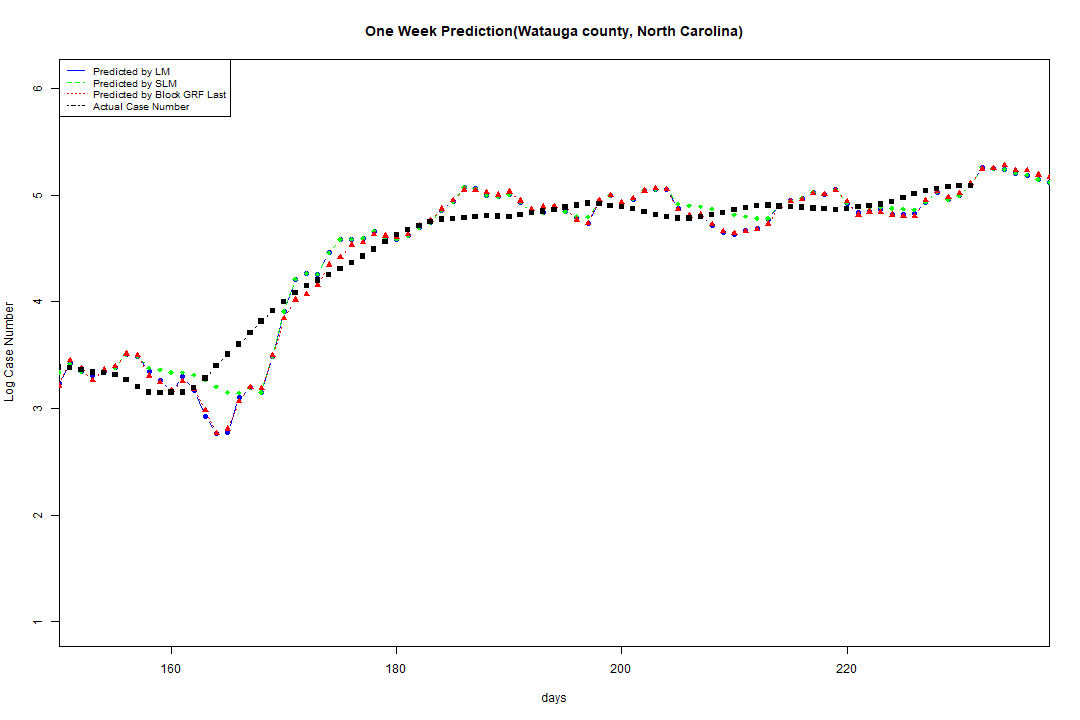 One Week Prediction(Watauga county, North Carolina)
Predicted by LM
Predicted by SLM
Predicted by Block GRF Last
Actual Case Number
6
5
4
3
2
1
Log Case Number
160 180 200 220
days